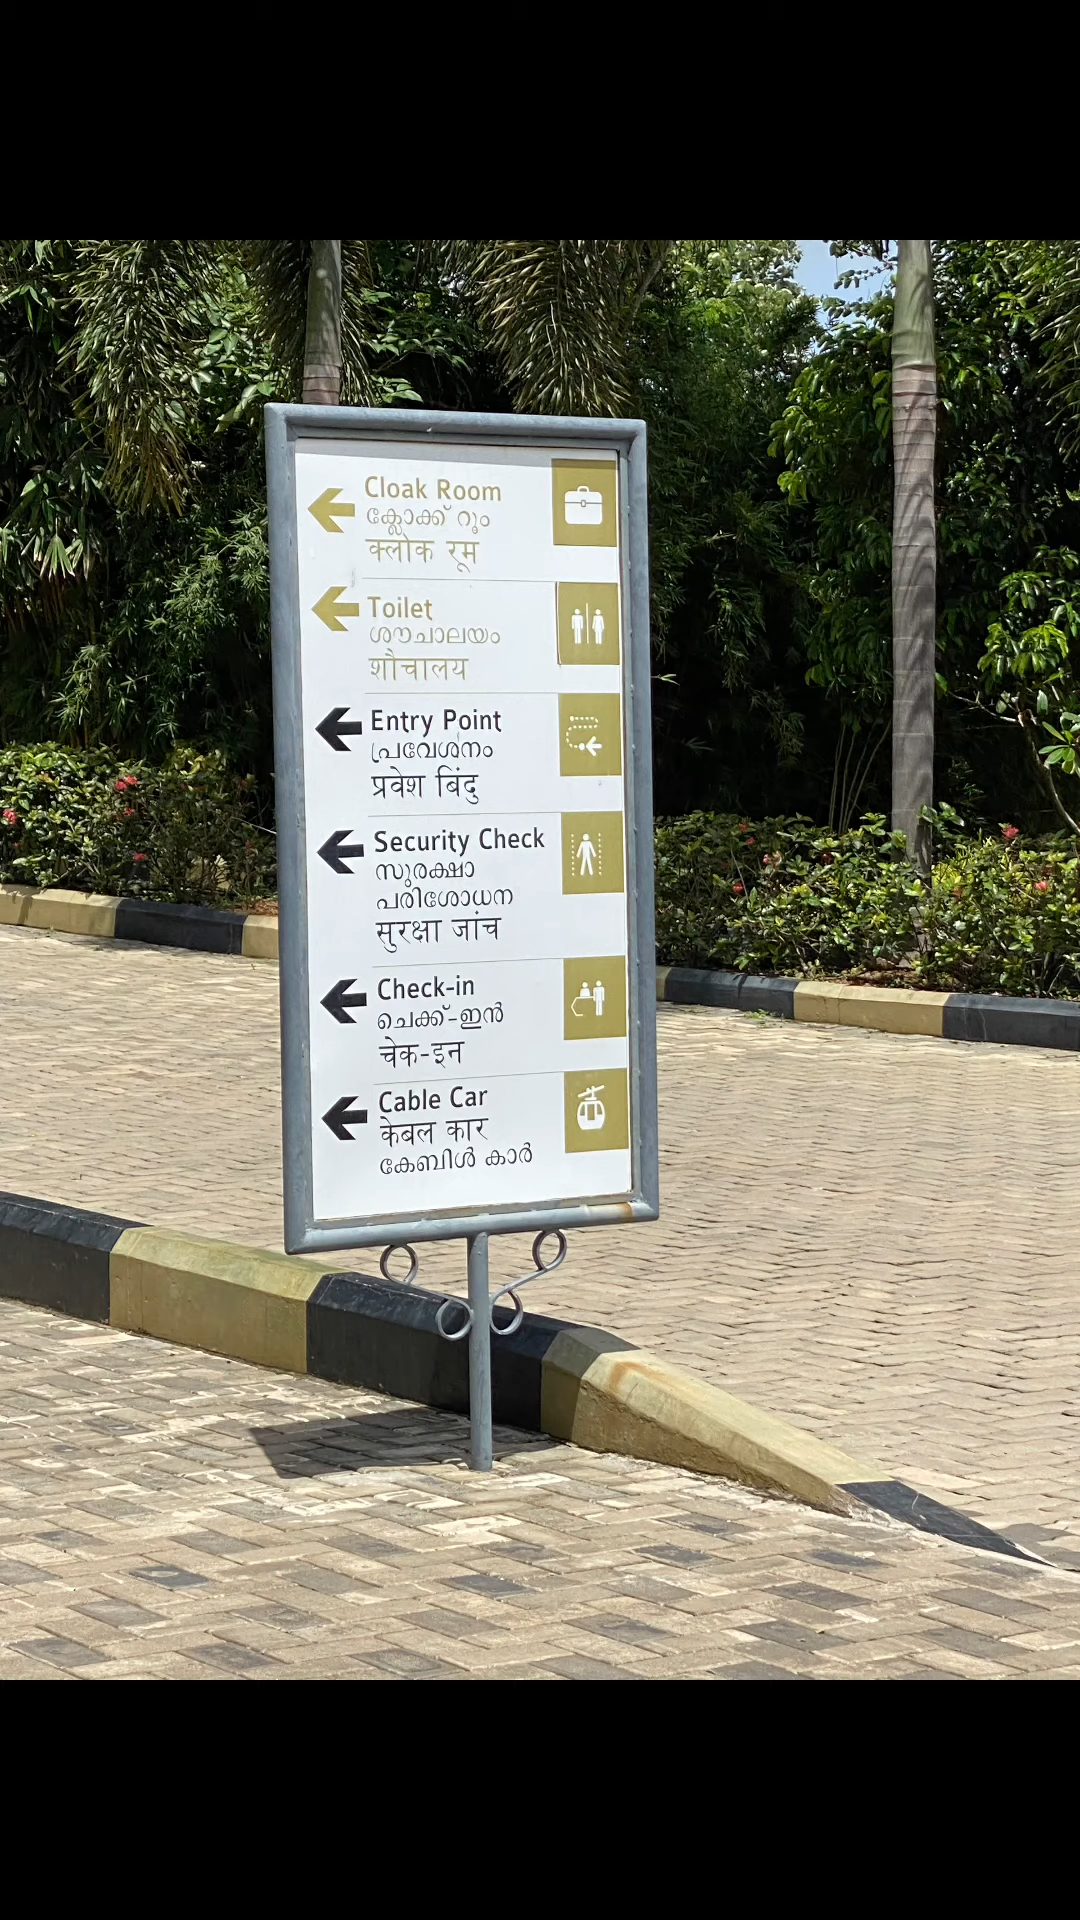 Cloak Room
ക്ലോക്ക് റൂം
क्लोक रूम
Toilet
ശൗചാലയം
शौचालय
Entry Point
പ്രവേശനം
प्रवेश बिंदु
Security Check
സുരക്ഷാ
പരിശോധന
सुरक्षा जांच
Check-in
ചെക്ക്-ഇൻ
चेक-इन
Cable Car
केबल कार
കേബിൾ കാർ